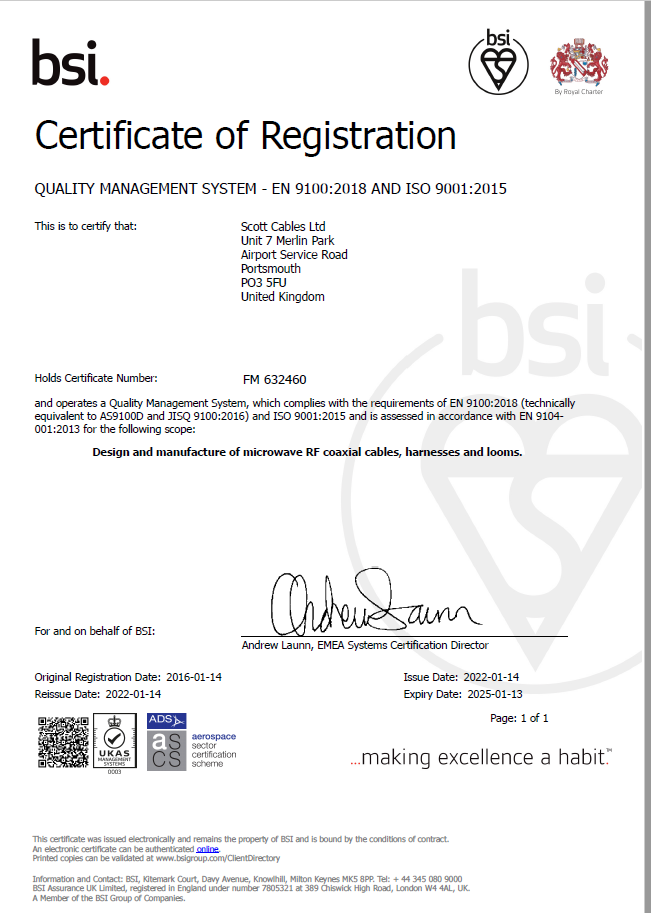 bsi.
bsi
By Royal Charter
Certificate of Registration
QUALITY MANAGEMENT SYSTEM - EN 9100:2018 AND ISO 9001:2015
This is to certify that:
Scott Cables Ltd
Unit 7 Merlin Park
Airport Service Road
Portsmouth
PO3 5FU
United Kingdom
bsi
Holds Certificate Number:
FM 632460
and operates a Quality Management System, which complies with the requirements of EN 9100:2018 (technically
equivalent to AS9100D and JISQ 9100:2016) and ISO 9001:2015 and is assessed in accordance with EN 9104-
001:2013 for the following scope:
Design and manufacture of microwave RF coaxial cables, harnesses and looms.
Andrew Launn
For and on behalf of BSI:
Andrew Launn, EMEA Systems Certification Director
Original Registration Date: 2016-01-14
Issue Date: 2022-01-14
Reissue Date: 2022-01-14
Expiry Date: 2025-01-13
Page: 1 of 1
UKAS
MANAGEMENT
SYSTEMS
0003
ADS
asCS
aerospace
sector
certification
scheme
...making excellence a habit.™
This certificate was issued electronically and remains the property of BSI and is bound by the conditions of contract.
An electronic certificate can be authenticated online.
Printed copies can be validated at www.bsigroup.com/ClientDirectory
Information and Contact: BSI, Kitemark Court, Davy Avenue, Knowlhill, Milton Keynes MK5 8PP. Tel: + 44 345 080 9000
BSI Assurance UK Limited, registered in England under number 7805321 at 389 Chiswick High Road, London W4 4AL, UK.
A Member of the BSI Group of Companies.